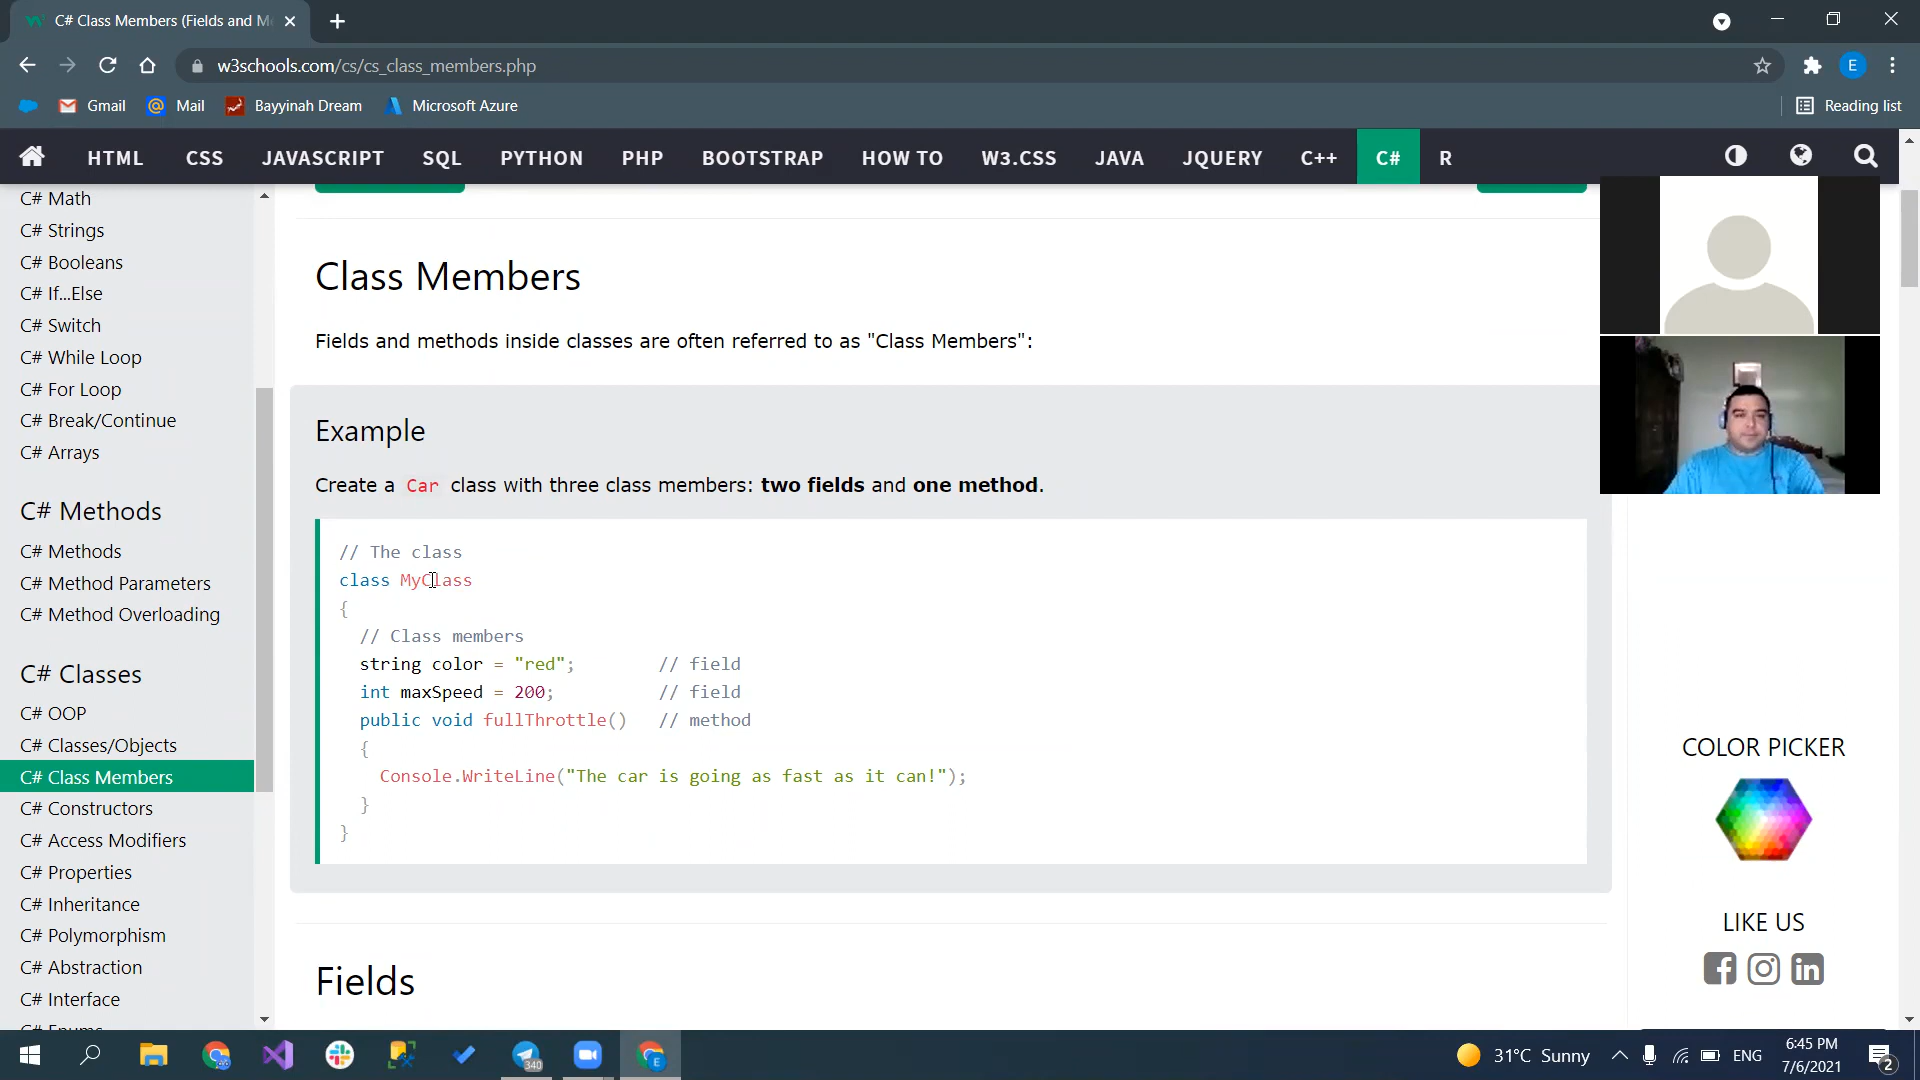 C# Class Members (Fields and M
w3schools.com/cs/cs_class_members.php
E
Gmail
Mail
Bayyinah Dream
Microsoft Azure
Reading list
HTML
CSS
JAVASCRIPT
SQL
PYTHON
PHP
BOOTSTRAP
HOW TO
W3.CSS
JAVA
JQUERY
C++
C#
R
C# Math
C# Strings
C# Booleans
C# If...Else
C# Switch
C# While Loop
C# For Loop
C# Break/Continue
C# Arrays
C# Methods
C# Methods
C# Method Parameters
C# Method Overloading
C# Classes
C# OOP
C# Classes/Objects
C# Class Members
C# Constructors
C# Access Modifiers
C# Properties
C# Inheritance
C# Polymorphism
C# Abstraction
C# Interface
C# Enums
Class Members
Fields and methods inside classes are often referred to as "Class Members":
Example
Create a Car class with three class members: two fields and one method.
// The class
class MyClass
{
// Class members
string color = "red"; // field
int maxSpeed = 200; // field
public void fullThrottle() // method
{
Console.WriteLine("The car is going as fast as it can!");
}
}
Fields
COLOR PICKER
LIKE US
340
E
31°C Sunny
ENG
6:45 PM
7/6/2021
2